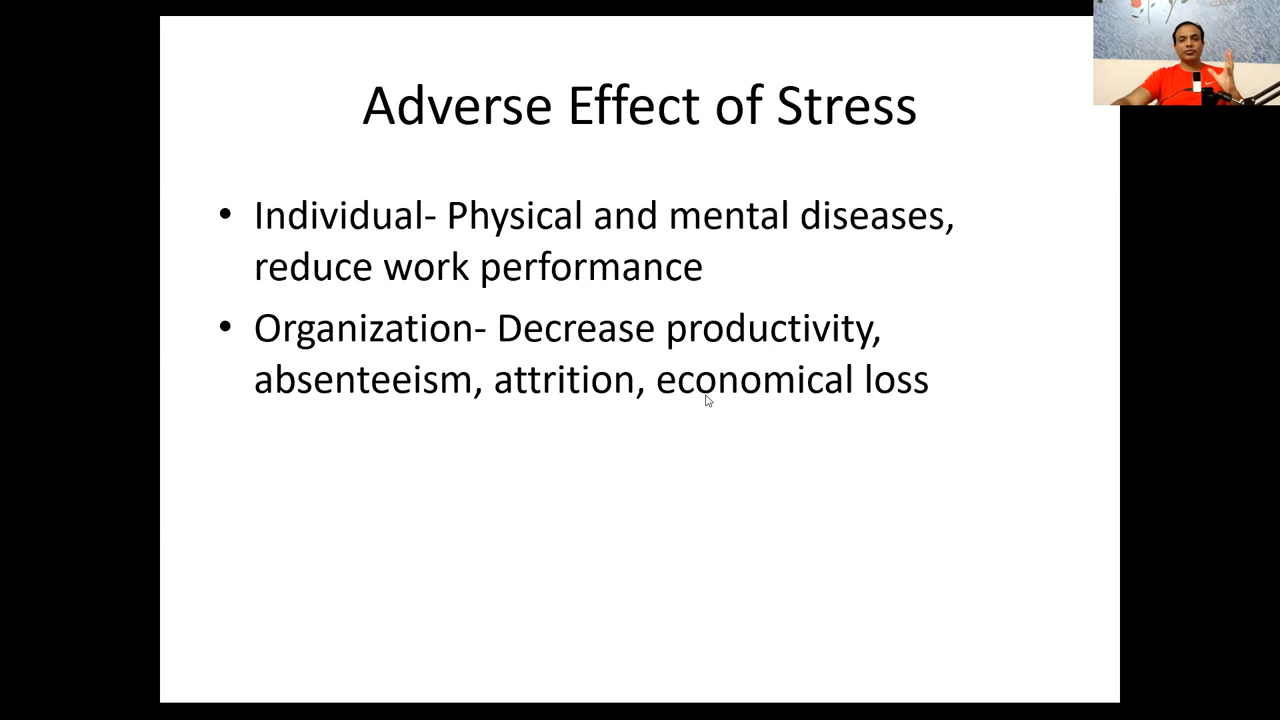 Adverse Effect of Stress
• Individual- Physical and mental diseases,
reduce work performance
• Organization- Decrease productivity,
absenteeism, attrition, economical loss